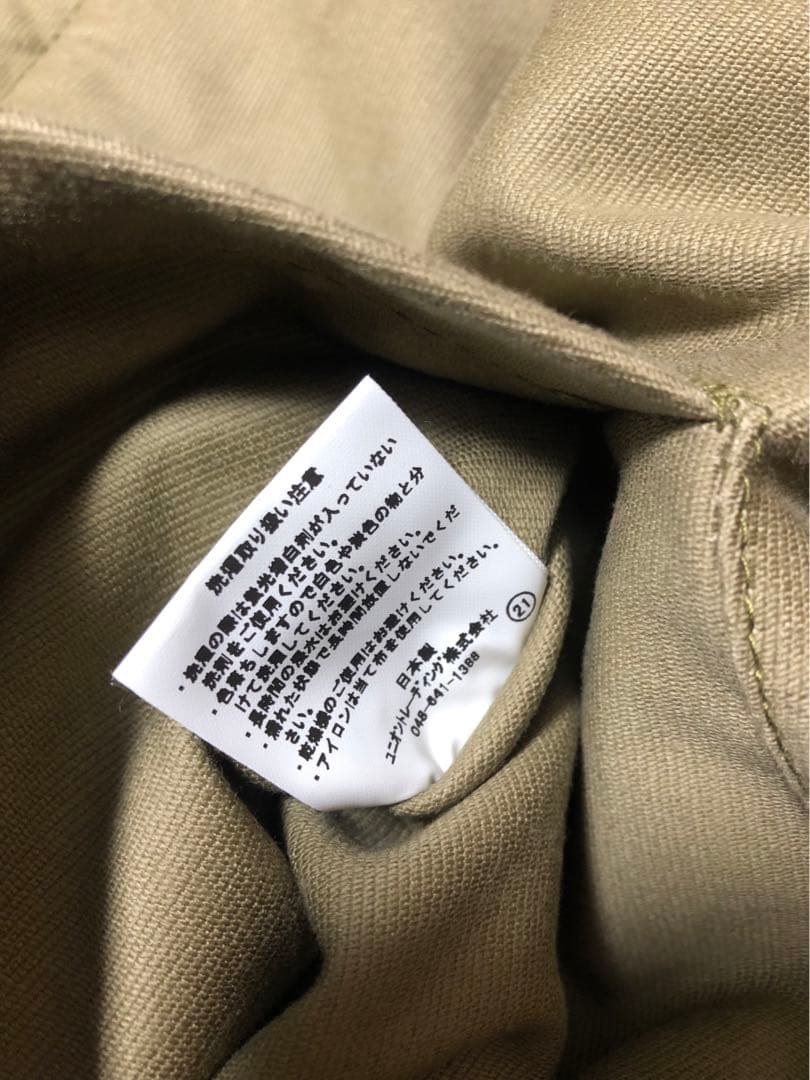 洗濯取り扱い注意
・洗濯の際は蛍光増白剤が入っていない
洗剤をご使用ください。
・色落ちしますので白色や淡色の物と分
けて洗濯してください。
・長時間の浸水はお避けください。
・濡れた状態で長時間放置しないでくだ
さい。
・乾燥機のご使用はお避けください。
・アイロンは当て布を使用してください。
日本製
ユニオントレーディング株式会社
048-641-1388
21